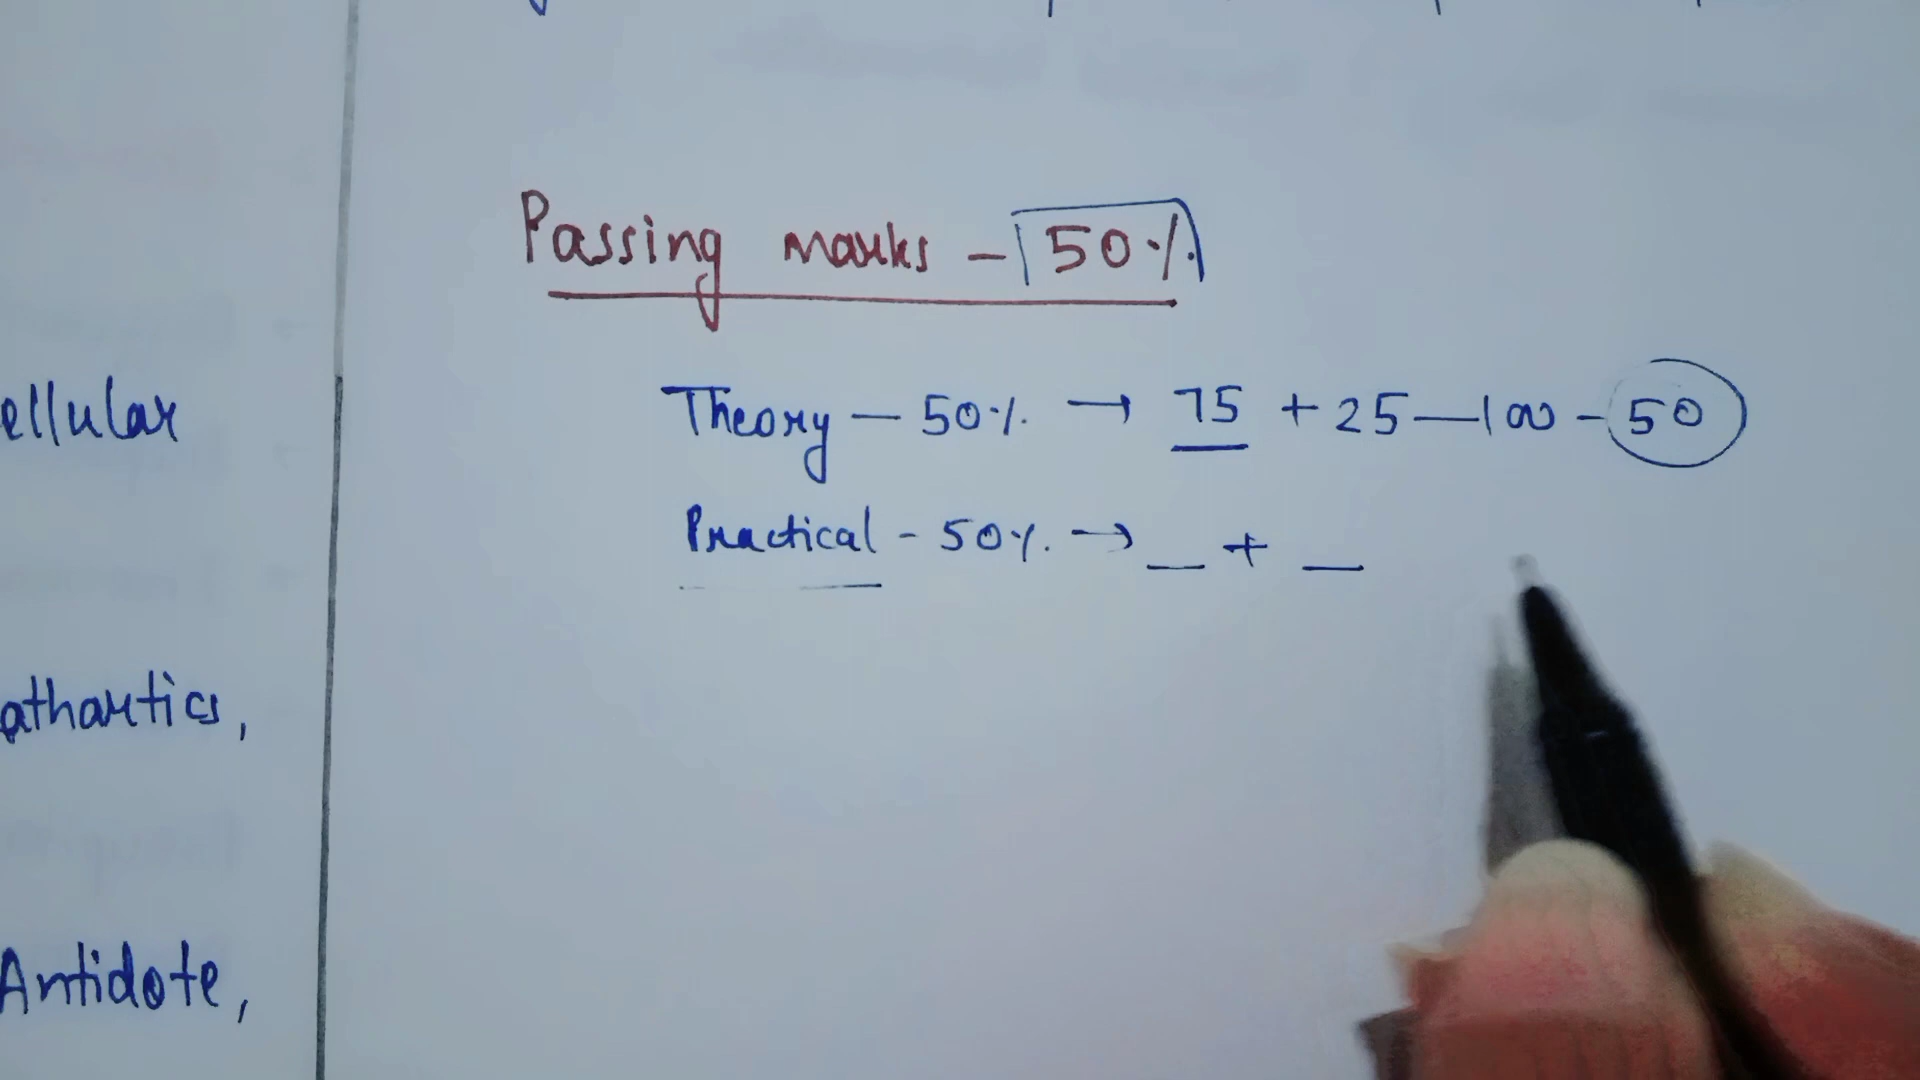 Passing marks - 50%
Theory - 50% → 75 + 25 - 100 - 50
Practical - 50% → _ + _
ellular
athartics,
Antidote,